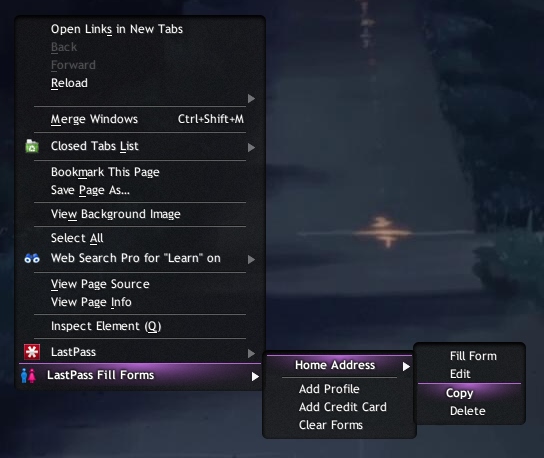 Open Links in New Tabs
Back
Forward
Reload
Merge Windows Ctrl+Shift+M
Closed Tabs List
Bookmark This Page
Save Page As...
View Background Image
Select All
Web Search Pro for "Learn" on
View Page Source
View Page Info
Inspect Element (Q)
LastPass
LastPass Fill Forms
Home Address
Add Profile
Add Credit Card
Clear Forms
Fill Form
Edit
Copy
Delete